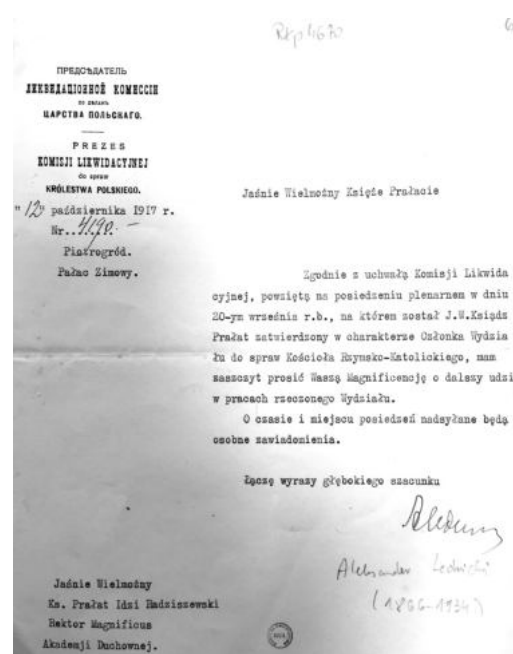 Rkp 4670
6
ПРЕДСѢДАТЕЛЬ
ЛИКВИДАЦІОННОЙ КОМИССІИ
по дѣламъ
ЦАРСТВА ПОЛЬСКАГО.
PREZES
KOMISJI LIKWIDACYJNEJ
do spraw
KRÓLESTWA POLSKIEGO.
"12" października 1917 r.
Nr..4190.-
Piotrogród.
Pałac Zimowy.
Jaśnie Wielmożny Księże Prałacie
Zgodnie z uchwałą Komisji Likwida
cyjnej, powziętą na posiedzeniu plenarnem w dniu
20-ym września r.b., na którem został J.W.Ksiądz
Prałat zatwierdzony w charakterze Członka Wydzia
łu do spraw Kościoła Rzymsko-Katolickiego, mam
zaszczyt prosić Waszą Magnificencję o dalszy udzi
w pracach rzeczonego Wydziału.
O czasie i miejscu posiedzeń nadsyłane będą
osobne zawiadomienia.
Łączę wyrazy głębokiego szacunku
Aleksander Lednicki
(1866-1934)
Jaśnie Wielmożny
Ks. Prałat Idzi Radziszewski
Rektor Magnificus
Akademji Duchownej.